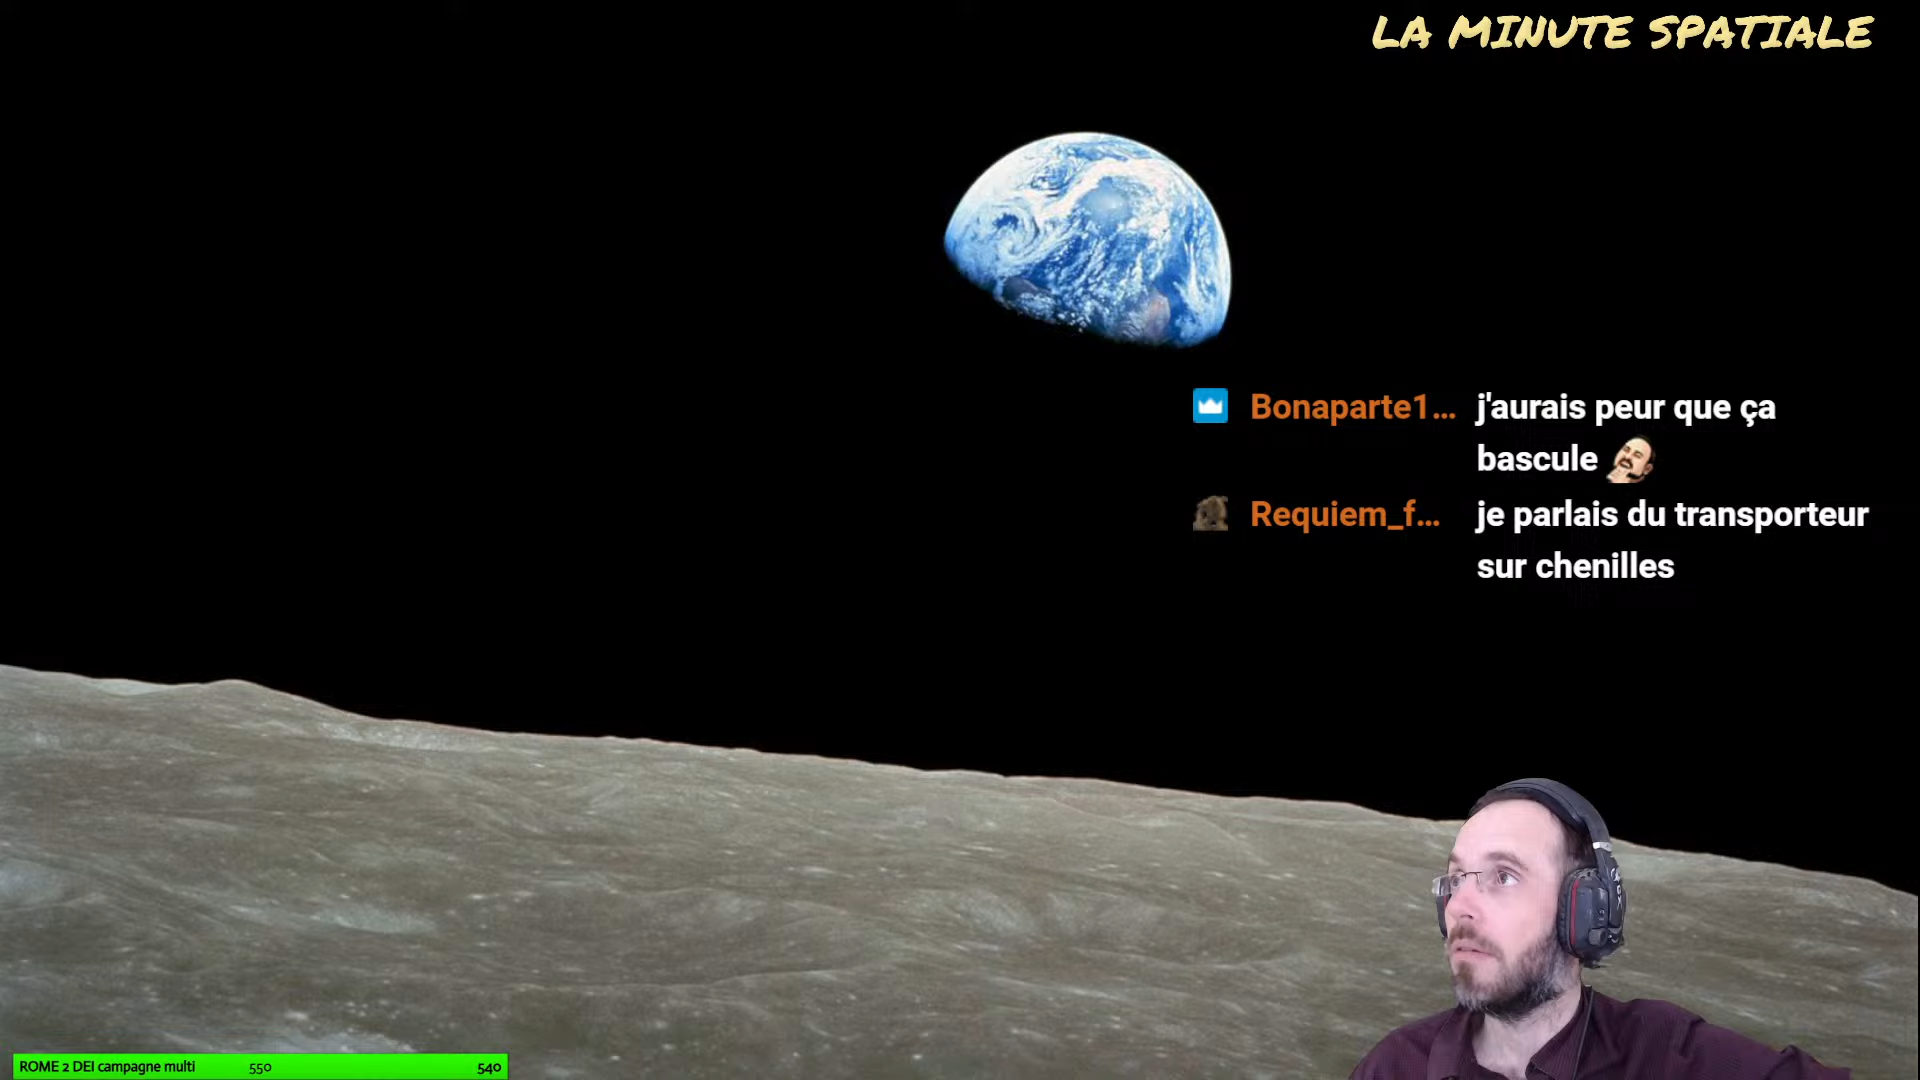 LA MINUTE SPATIALE
Bonaparte1... j'aurais peur que ça
bascule
Requiem_f... je parlais du transporteur
sur chenilles
ROME 2 DEI campagne multi 550 540